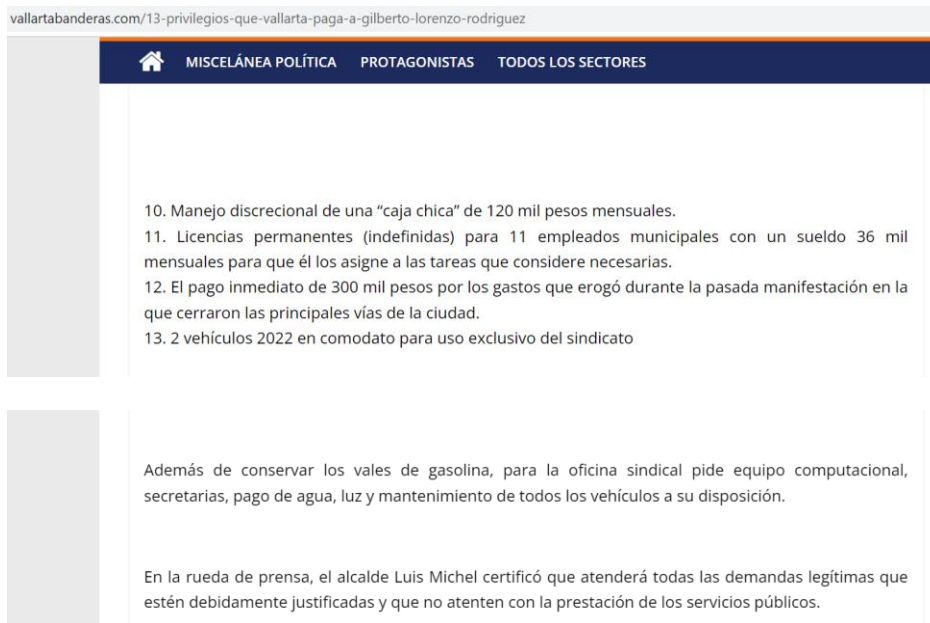 vallartabanderas.com/13-privilegios-que-vallarta-paga-a-gilberto-lorenzo-rodriguez
MISCELÁNEA POLÍTICA PROTAGONISTAS TODOS LOS SECTORES
10. Manejo discrecional de una “caja chica” de 120 mil pesos mensuales.
11. Licencias permanentes (indefinidas) para 11 empleados municipales con un sueldo 36 mil
mensuales para que él los asigne a las tareas que considere necesarias.
12. El pago inmediato de 300 mil pesos por los gastos que erogó durante la pasada manifestación en la
que cerraron las principales vías de la ciudad.
13. 2 vehículos 2022 en comodato para uso exclusivo del sindicato
Además de conservar los vales de gasolina, para la oficina sindical pide equipo computacional,
secretarias, pago de agua, luz y mantenimiento de todos los vehículos a su disposición.
En la rueda de prensa, el alcalde Luis Michel certificó que atenderá todas las demandas legítimas que
estén debidamente justificadas y que no atenten con la prestación de los servicios públicos.